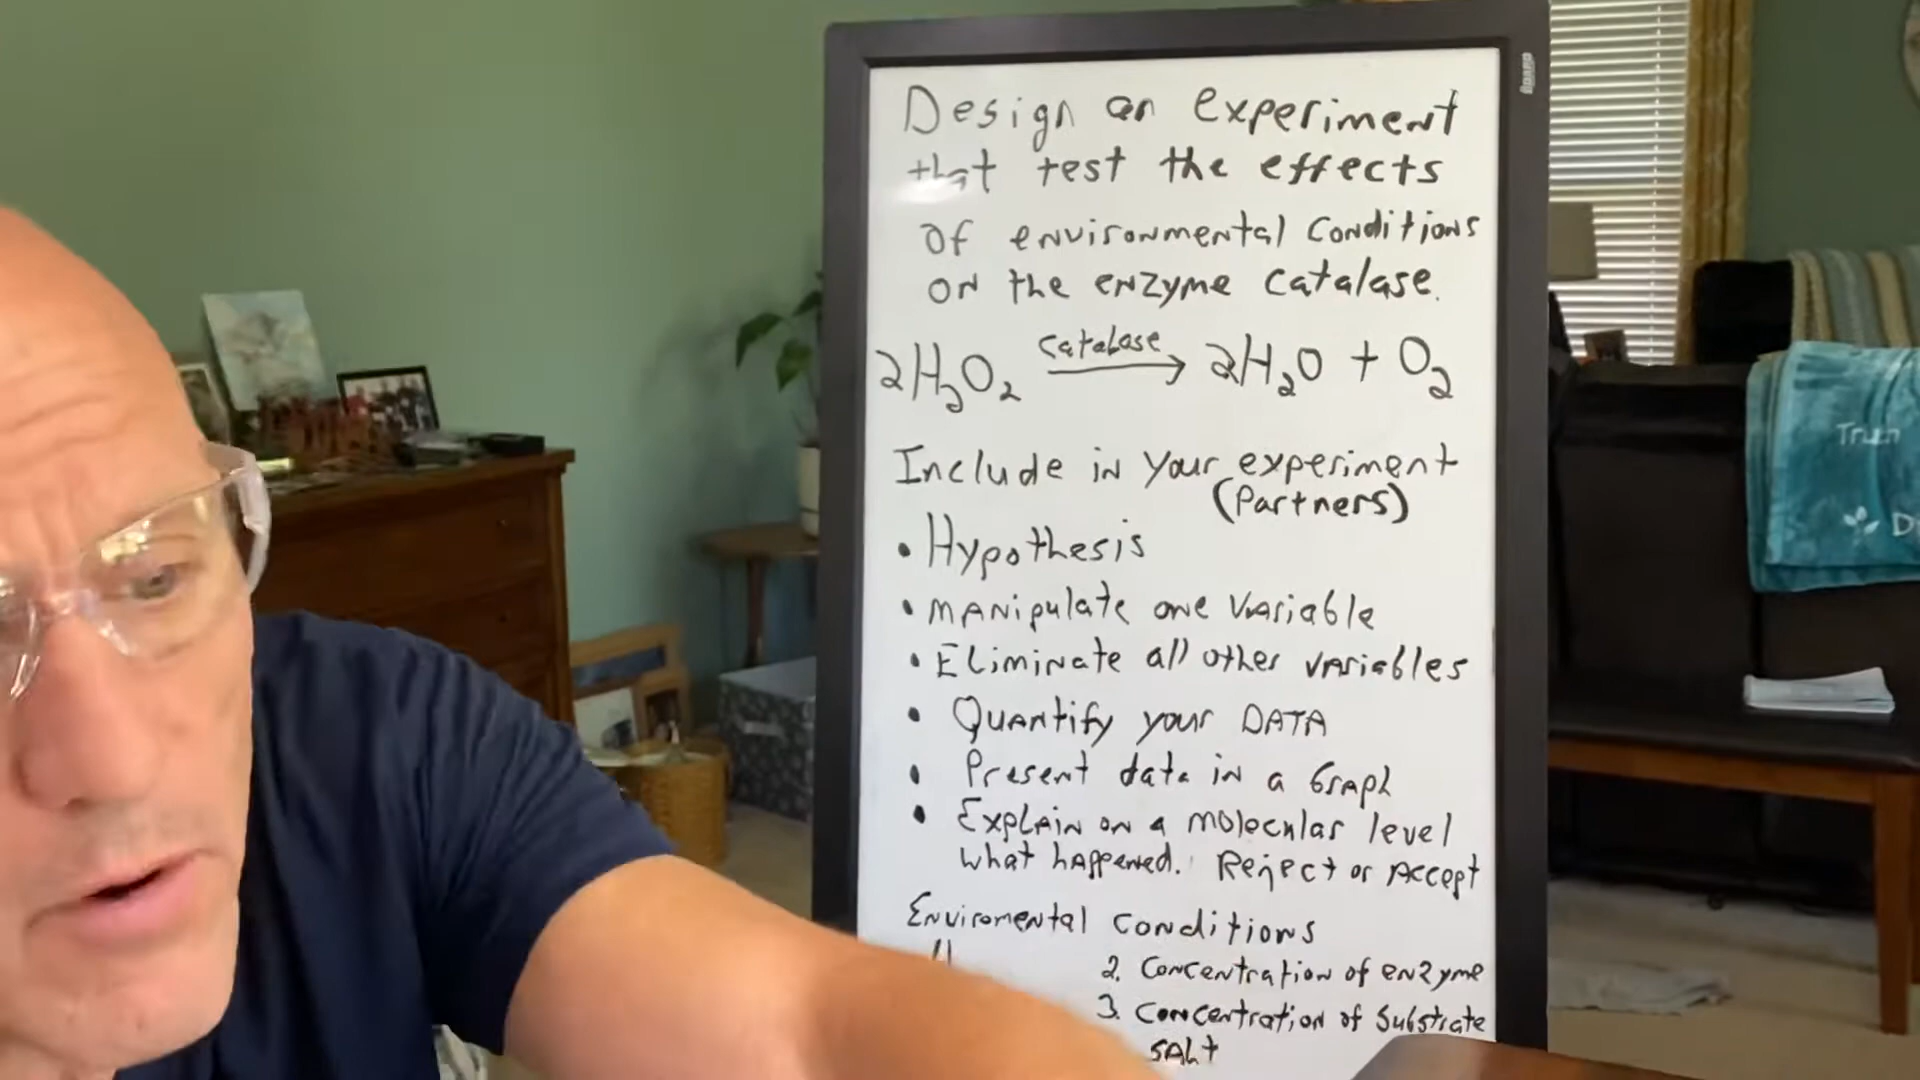 BOARD
Design an experiment
that test the effects
of environmental Conditions
on the enzyme catalase.
2H2O2 catalase → 2H2O + O2
Include in your experiment
(Partners)
• Hypothesis
• Manipulate one variable
• Eliminate all other variables
• Quantify your DATA
• Present data in a Graph
• Explain on a molecular level
what happened. Reject or Accept
Enviromental Conditions
2. Concentration of enzyme
3. Concentration of Substrate
Salt
Truth